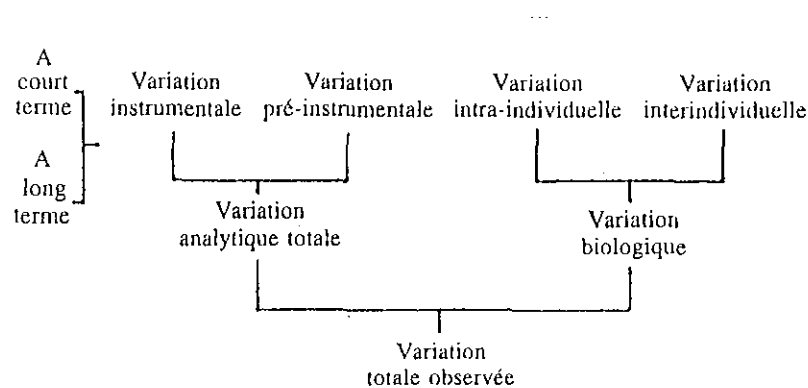 ...
A
court
terme
A
long
terme
Variation
instrumentale
Variation
pré-instrumentale
Variation
intra-individuelle
Variation
interindividuelle
Variation
analytique totale
Variation
biologique
Variation
totale observée